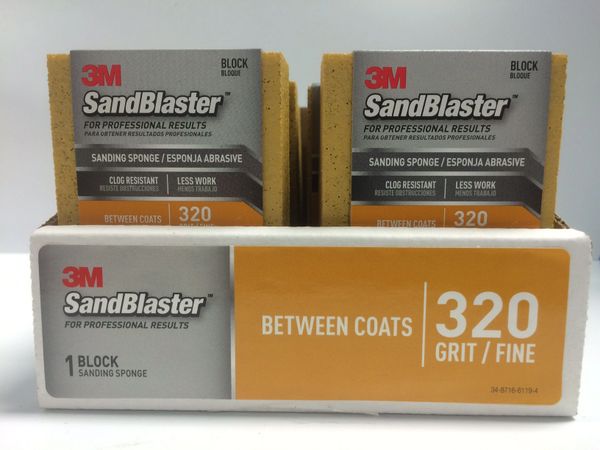 3M
SandBlaster™
FOR PROFESSIONAL RESULTS
PARA OBTENER RESULTADOS PROFESIONALES
BLOCK
BLOQUE
SANDING SPONGE / ESPONJA ABRASIVE
CLOG RESISTANT
RESISTE OBSTRUCCIONES
LESS WORK
MENOS TRABAJO
BETWEEN COATS
320
GRIT / FINE
3M
SandBlaster™
FOR PROFESSIONAL RESULTS
PARA OBTENER RESULTADOS PROFESIONALES
BLOCK
BLOQUE
SANDING SPONGE / ESPONJA ABRASIVE
CLOG RESISTANT
RESISTE OBSTRUCCIONES
LESS WORK
MENOS TRABAJO
BETWEEN COATS
320
3M
SandBlaster™
FOR PROFESSIONAL RESULTS
1 BLOCK
SANDING SPONGE
BETWEEN COATS
320
GRIT / FINE
34-8716-6119-4